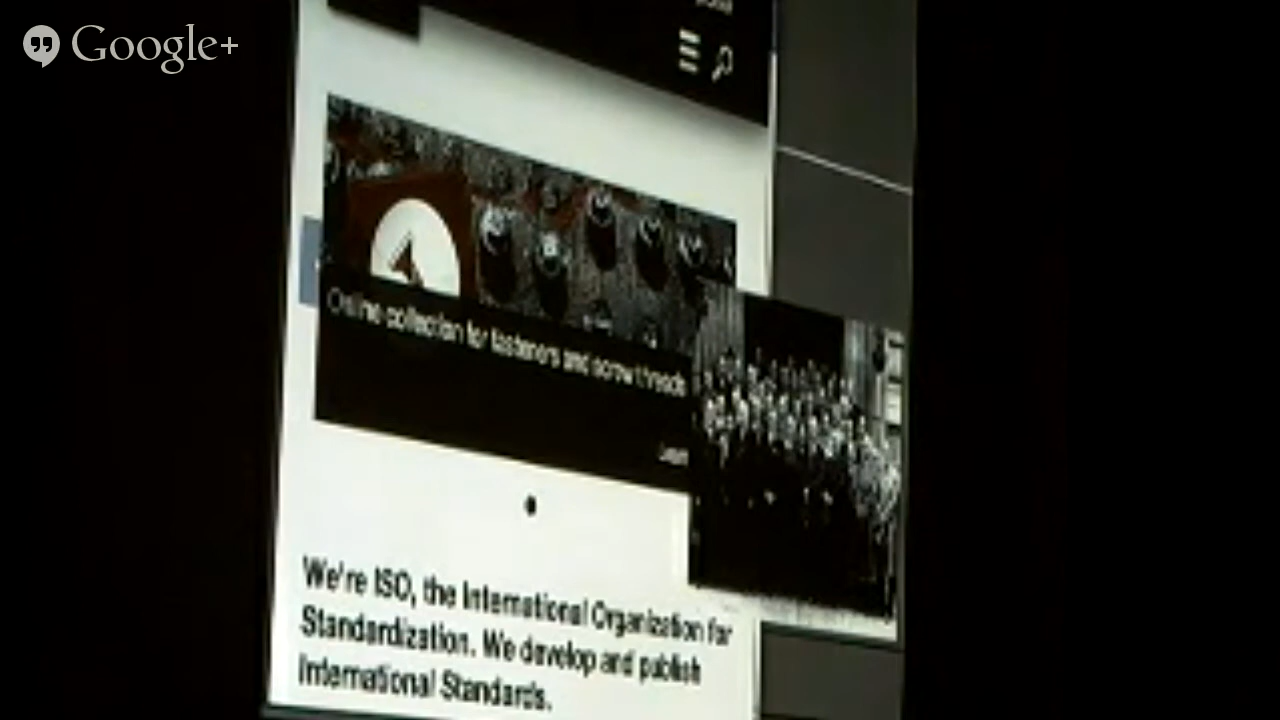 Google+
Online collection for fasteners and screw threads
We're ISO, the International Organization for
Standardization. We develop and publish
International Standards.